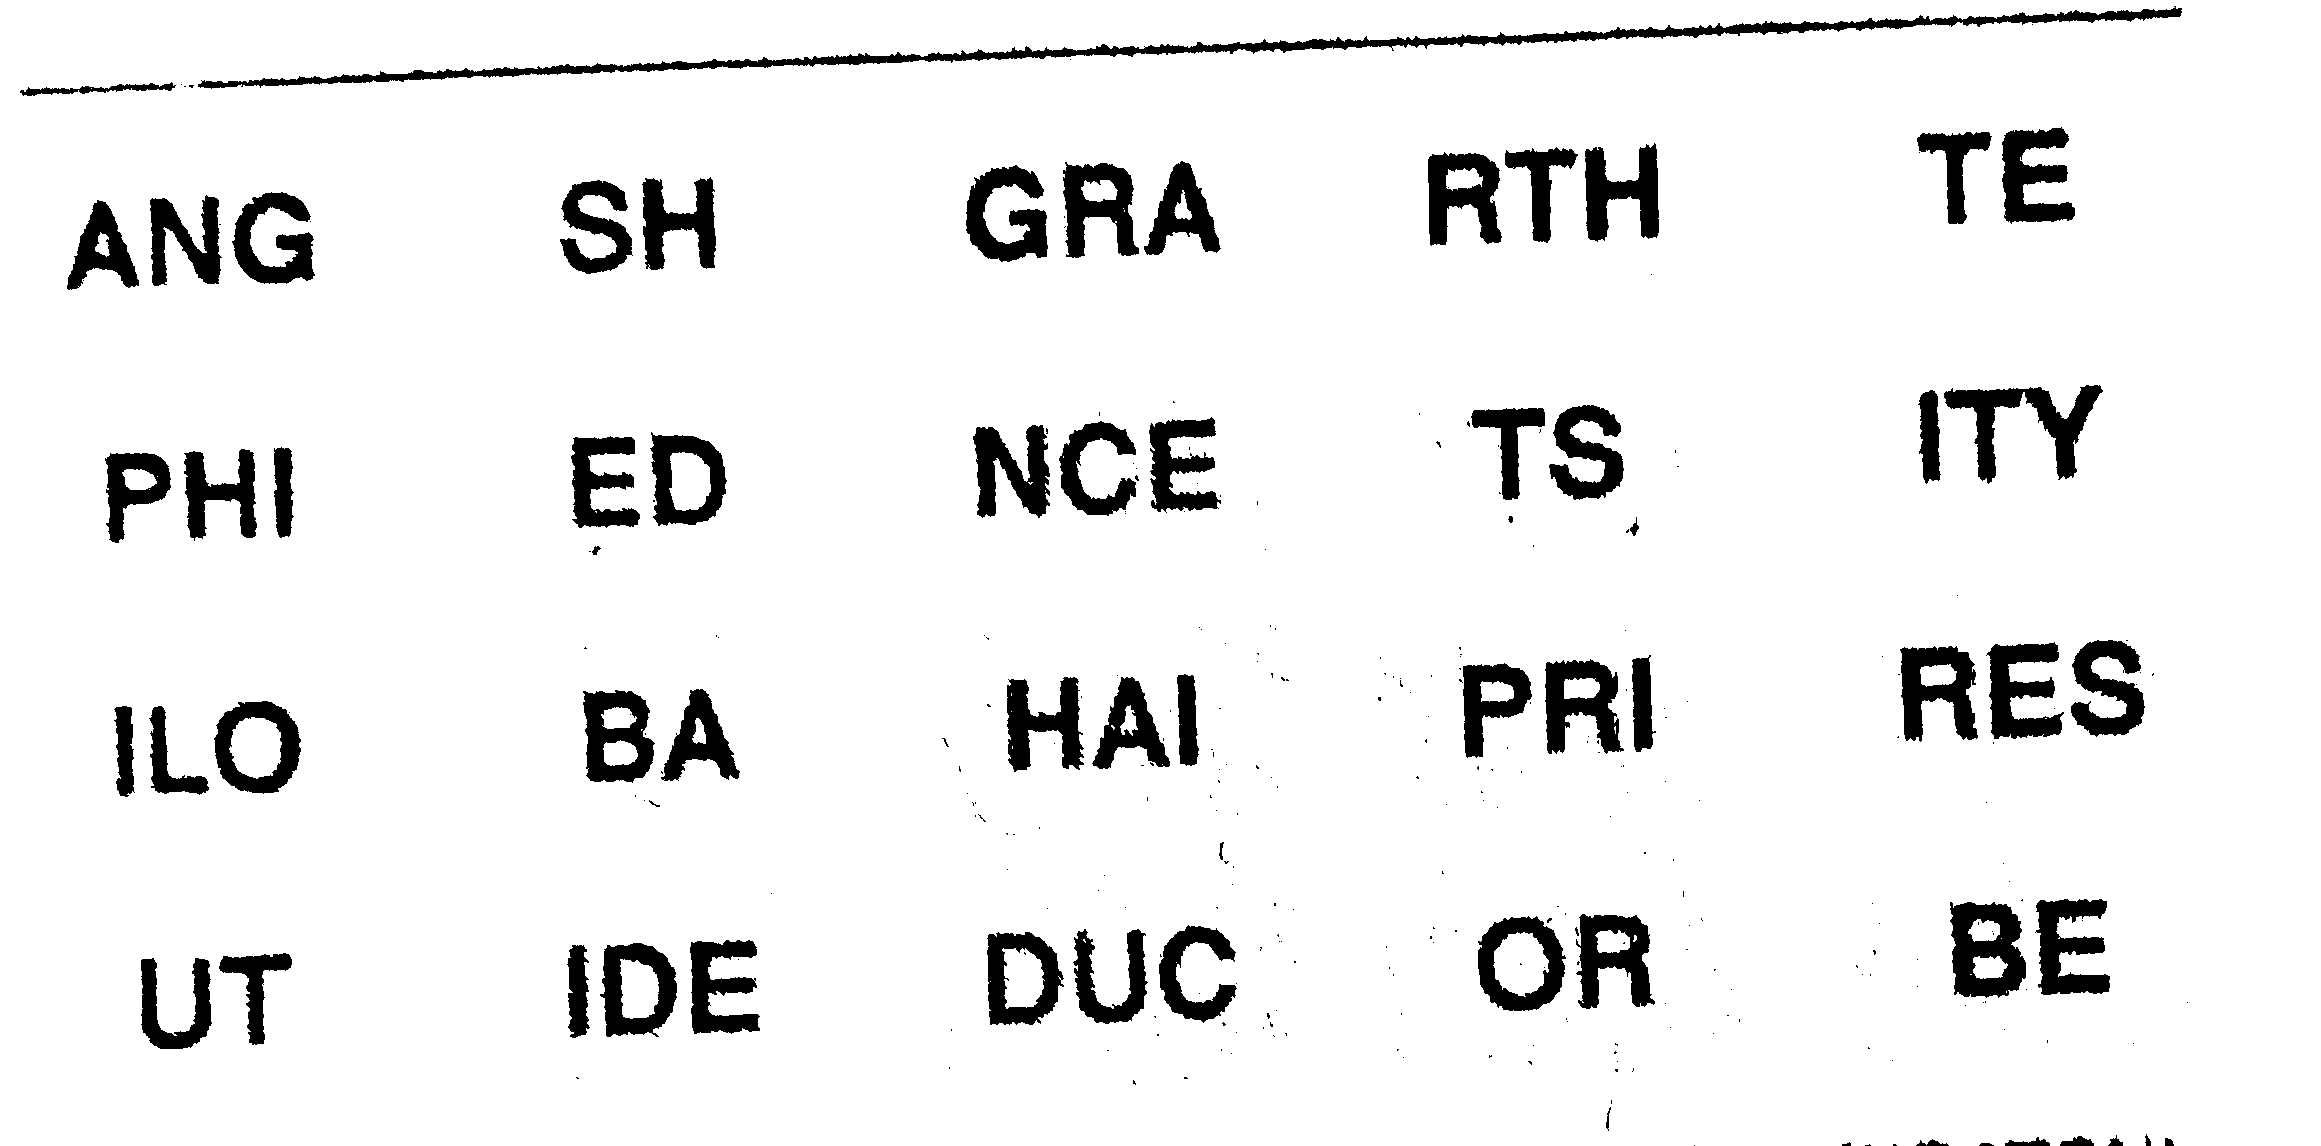 ANG SH GRA RTH TE
PHI ED NCE TS ITY
ILO BA HAI PRI RES
UT IDE DUC OR BE